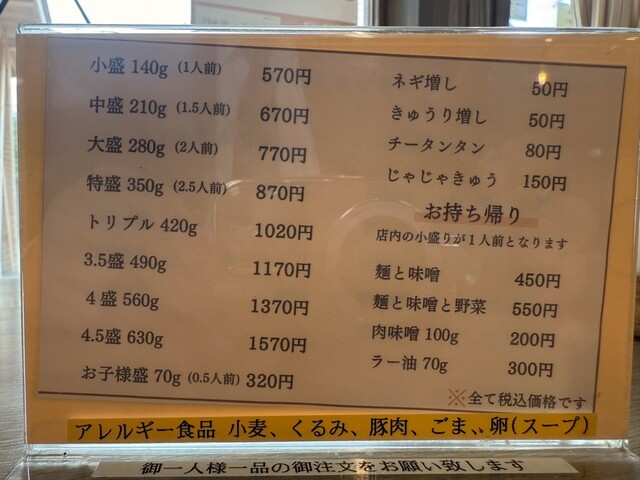 小盛 140g (1人前) 570円
中盛 210g (1.5人前) 670円
大盛 280g (2人前) 770円
特盛 350g (2.5人前) 870円
トリプル 420g 1020円
3.5盛 490g 1170円
4盛 560g 1370円
4.5盛 630g 1570円
お子様盛 70g (0.5人前) 320円
ネギ増し 50円
きゅうり増し 50円
チータンタン 80円
じゃじゃきゅう 150円
お持ち帰り
店内の小盛りが1人前となります
麺と味噌 450円
麺と味噌と野菜 550円
肉味噌 100g 200円
ラー油 70g 300円
※全て税込価格です
アレルギー食品 小麦、くるみ、豚肉、ごま、卵(スープ)
御一人様一品の御注文をお願い致します